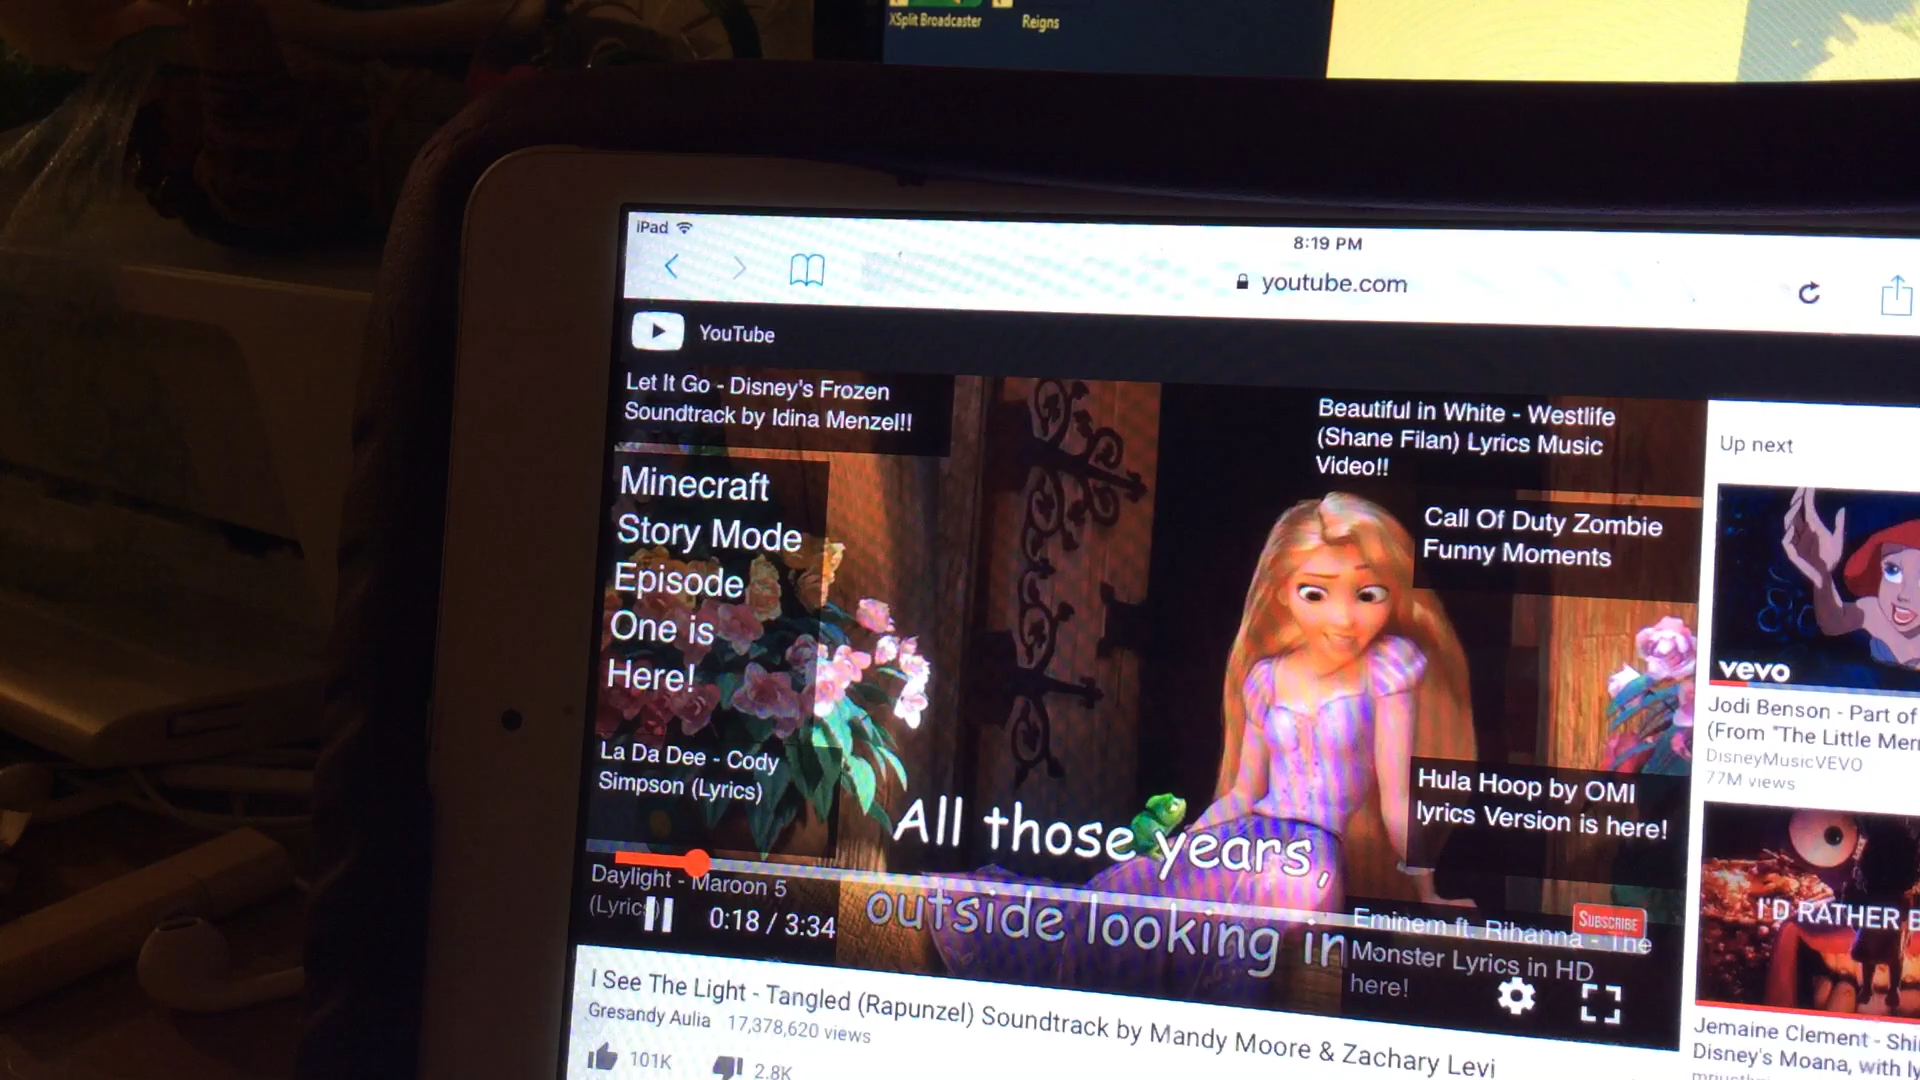 XSplit Broadcaster
Reigns
iPad
8:19 PM
youtube.com
YouTube
Let It Go - Disney's Frozen
Soundtrack by Idina Menzel!!
Beautiful in White - Westlife
(Shane Filan) Lyrics Music
Video!!
Up next
Minecraft
Story Mode
Episode
One is
Here!
Call Of Duty Zombie
Funny Moments
vevo
Jodi Benson - Part of
(From "The Little Mer
DisneyMusicVEVO
77M views
La Da Dee - Cody
Simpson (Lyrics)
Hula Hoop by OMI
lyrics Version is here!
All those years,
outside looking in
Daylight - Maroon 5
(Lyrics)
0:18 / 3:34
Eminem ft. Rihanna - The
Monster Lyrics in HD
here!
SUBSCRIBE
I'D RATHER B
I See The Light - Tangled (Rapunzel) Soundtrack by Mandy Moore & Zachary Levi
Gresandy Aulia 17,378,620 views
101K
2.8K
Jemaine Clement - Shi
Disney's Moana, with ly